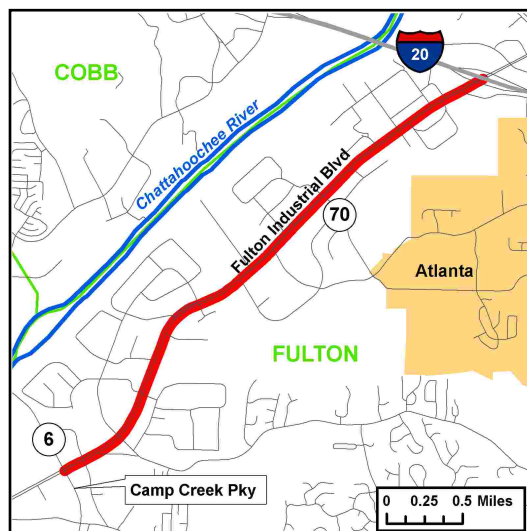 20
COBB
Chattahoochee River
Fulton Industrial Blvd
70
Atlanta
FULTON
6
Camp Creek Pky
0 0.25 0.5 Miles